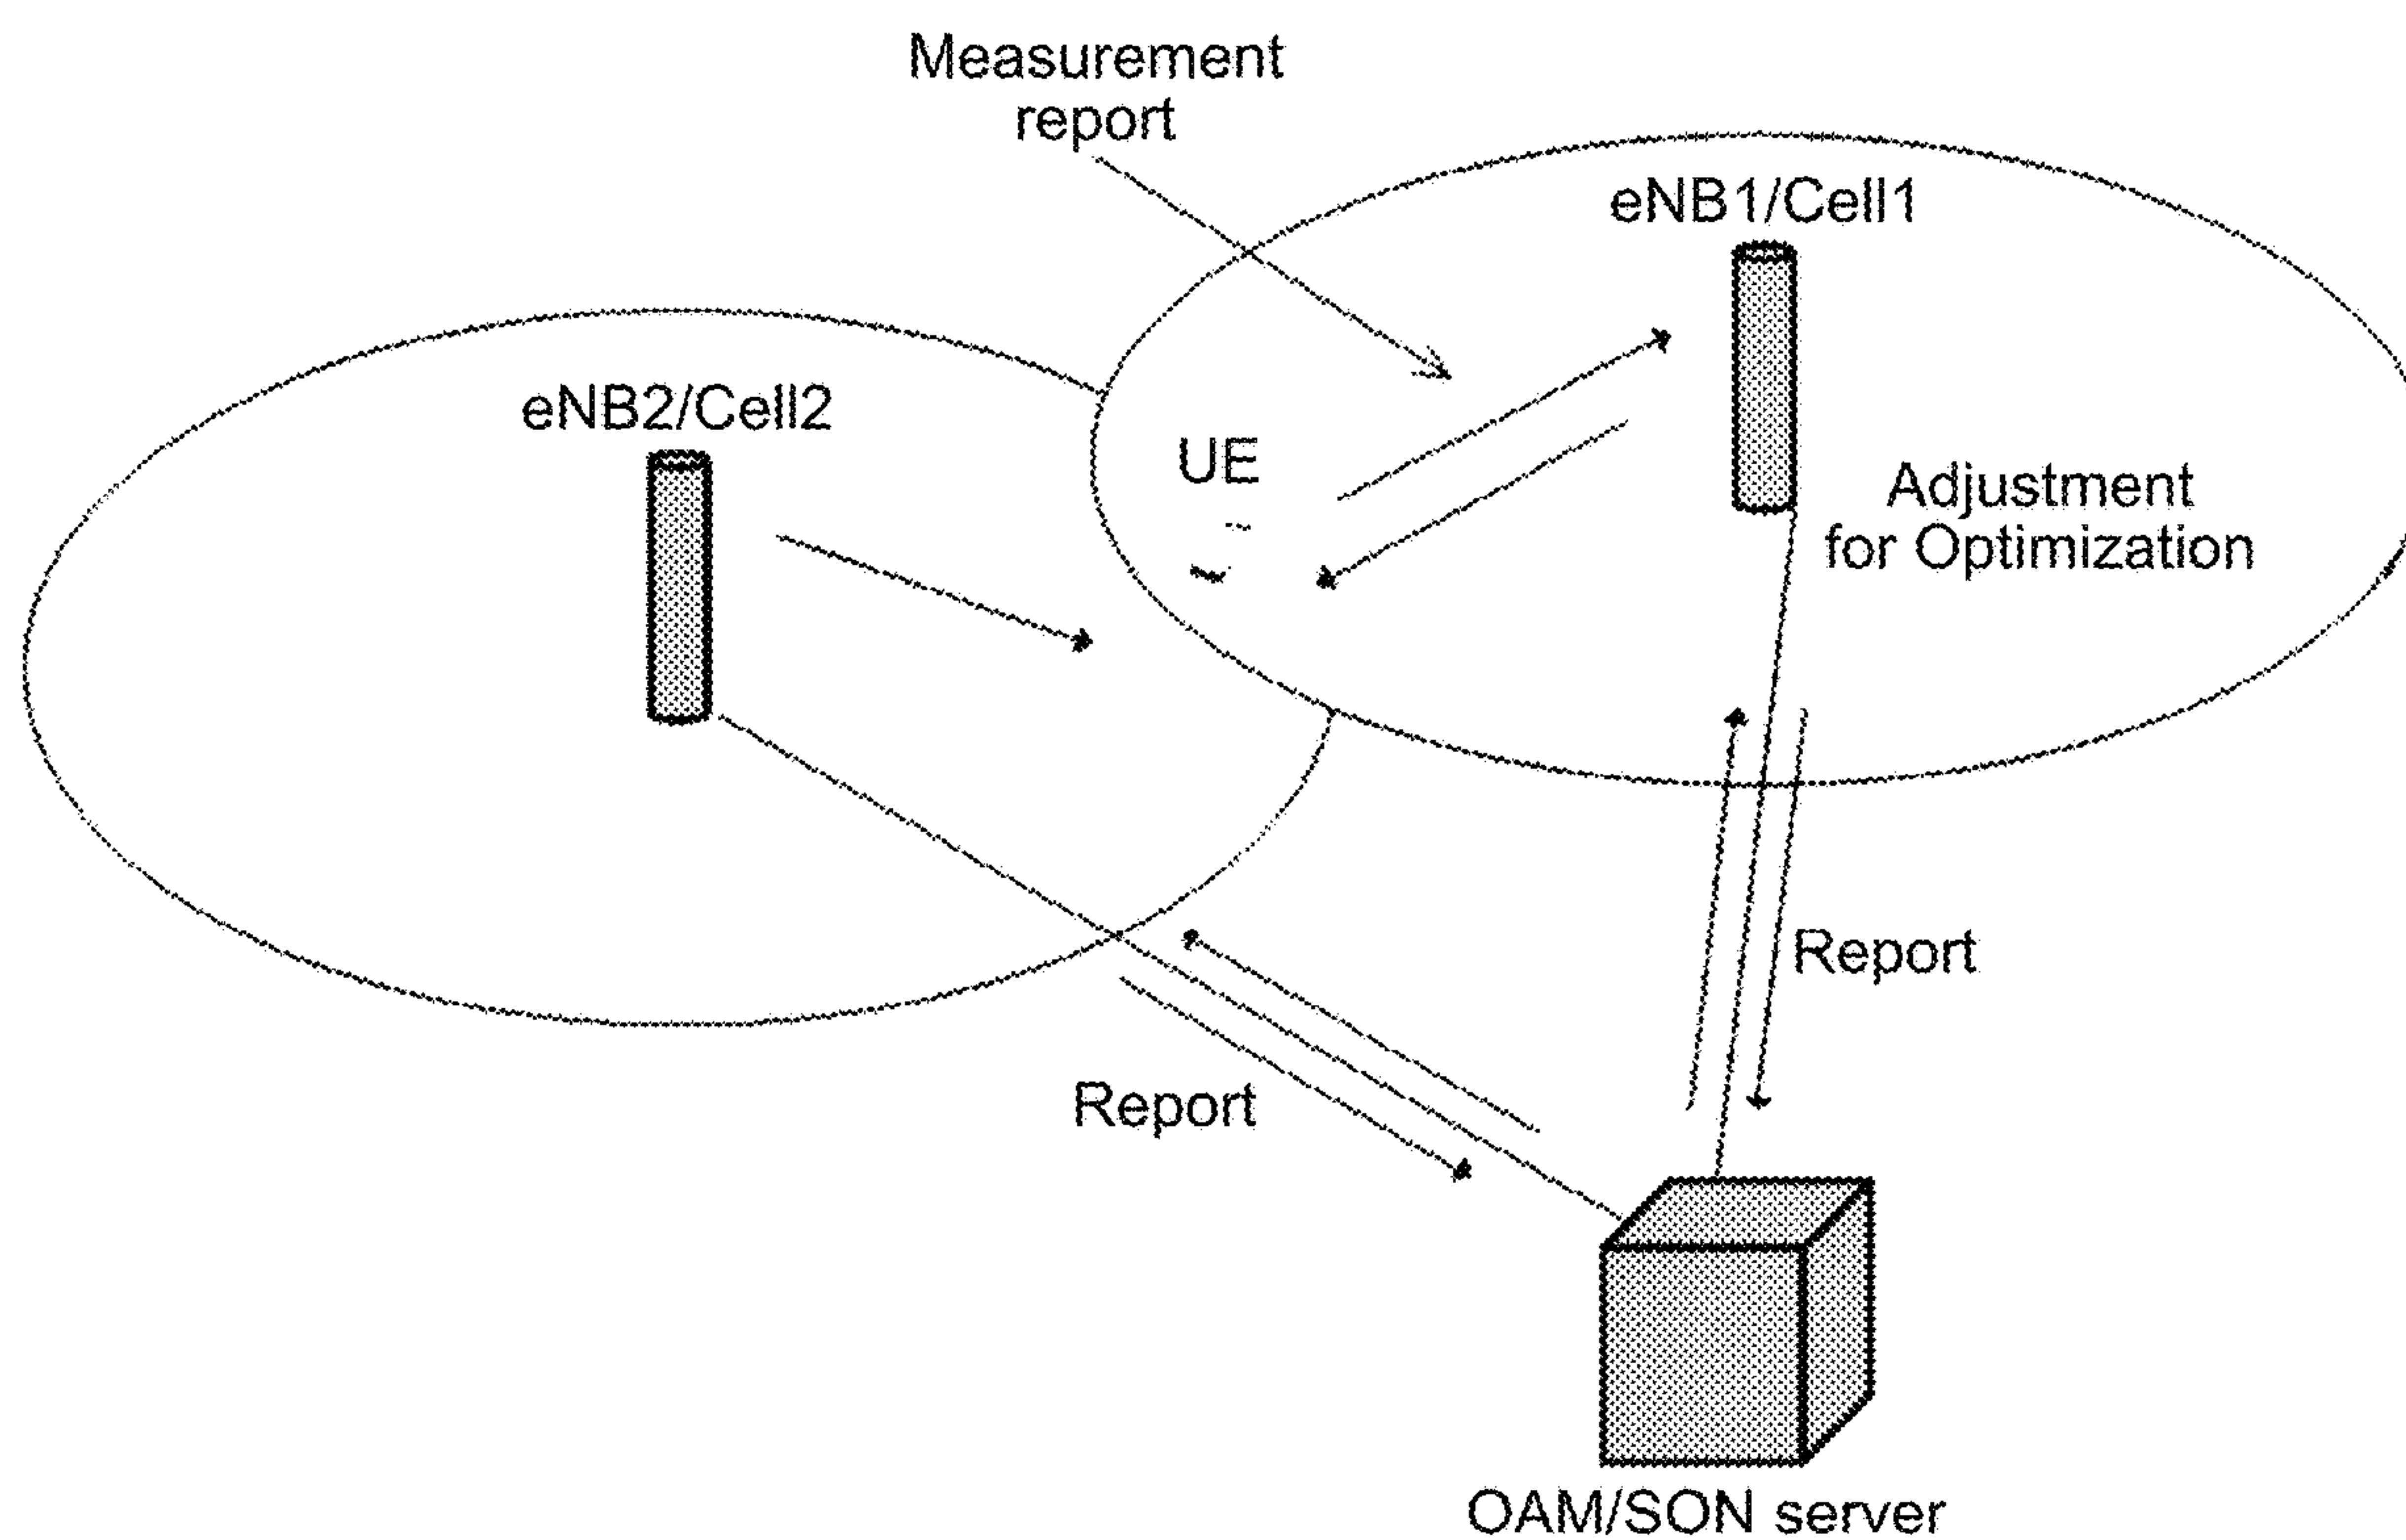 Measurement
report
eNB1/Cell1
eNB2/Cell2
UE
Adjustment
for Optimization
Report
Report
OAM/SON server